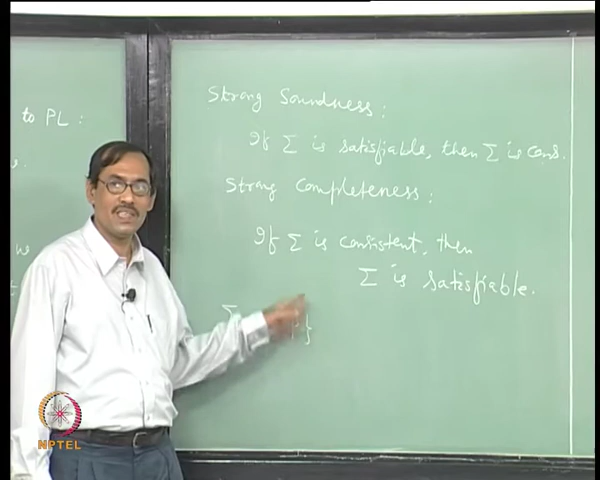 to PL :
Strong Soundness :
If Σ is satisfiable, then Σ is cons.
Strong Completeness :
If Σ is consistent, then
Σ is satisfiable.
Σ
}
NPTEL